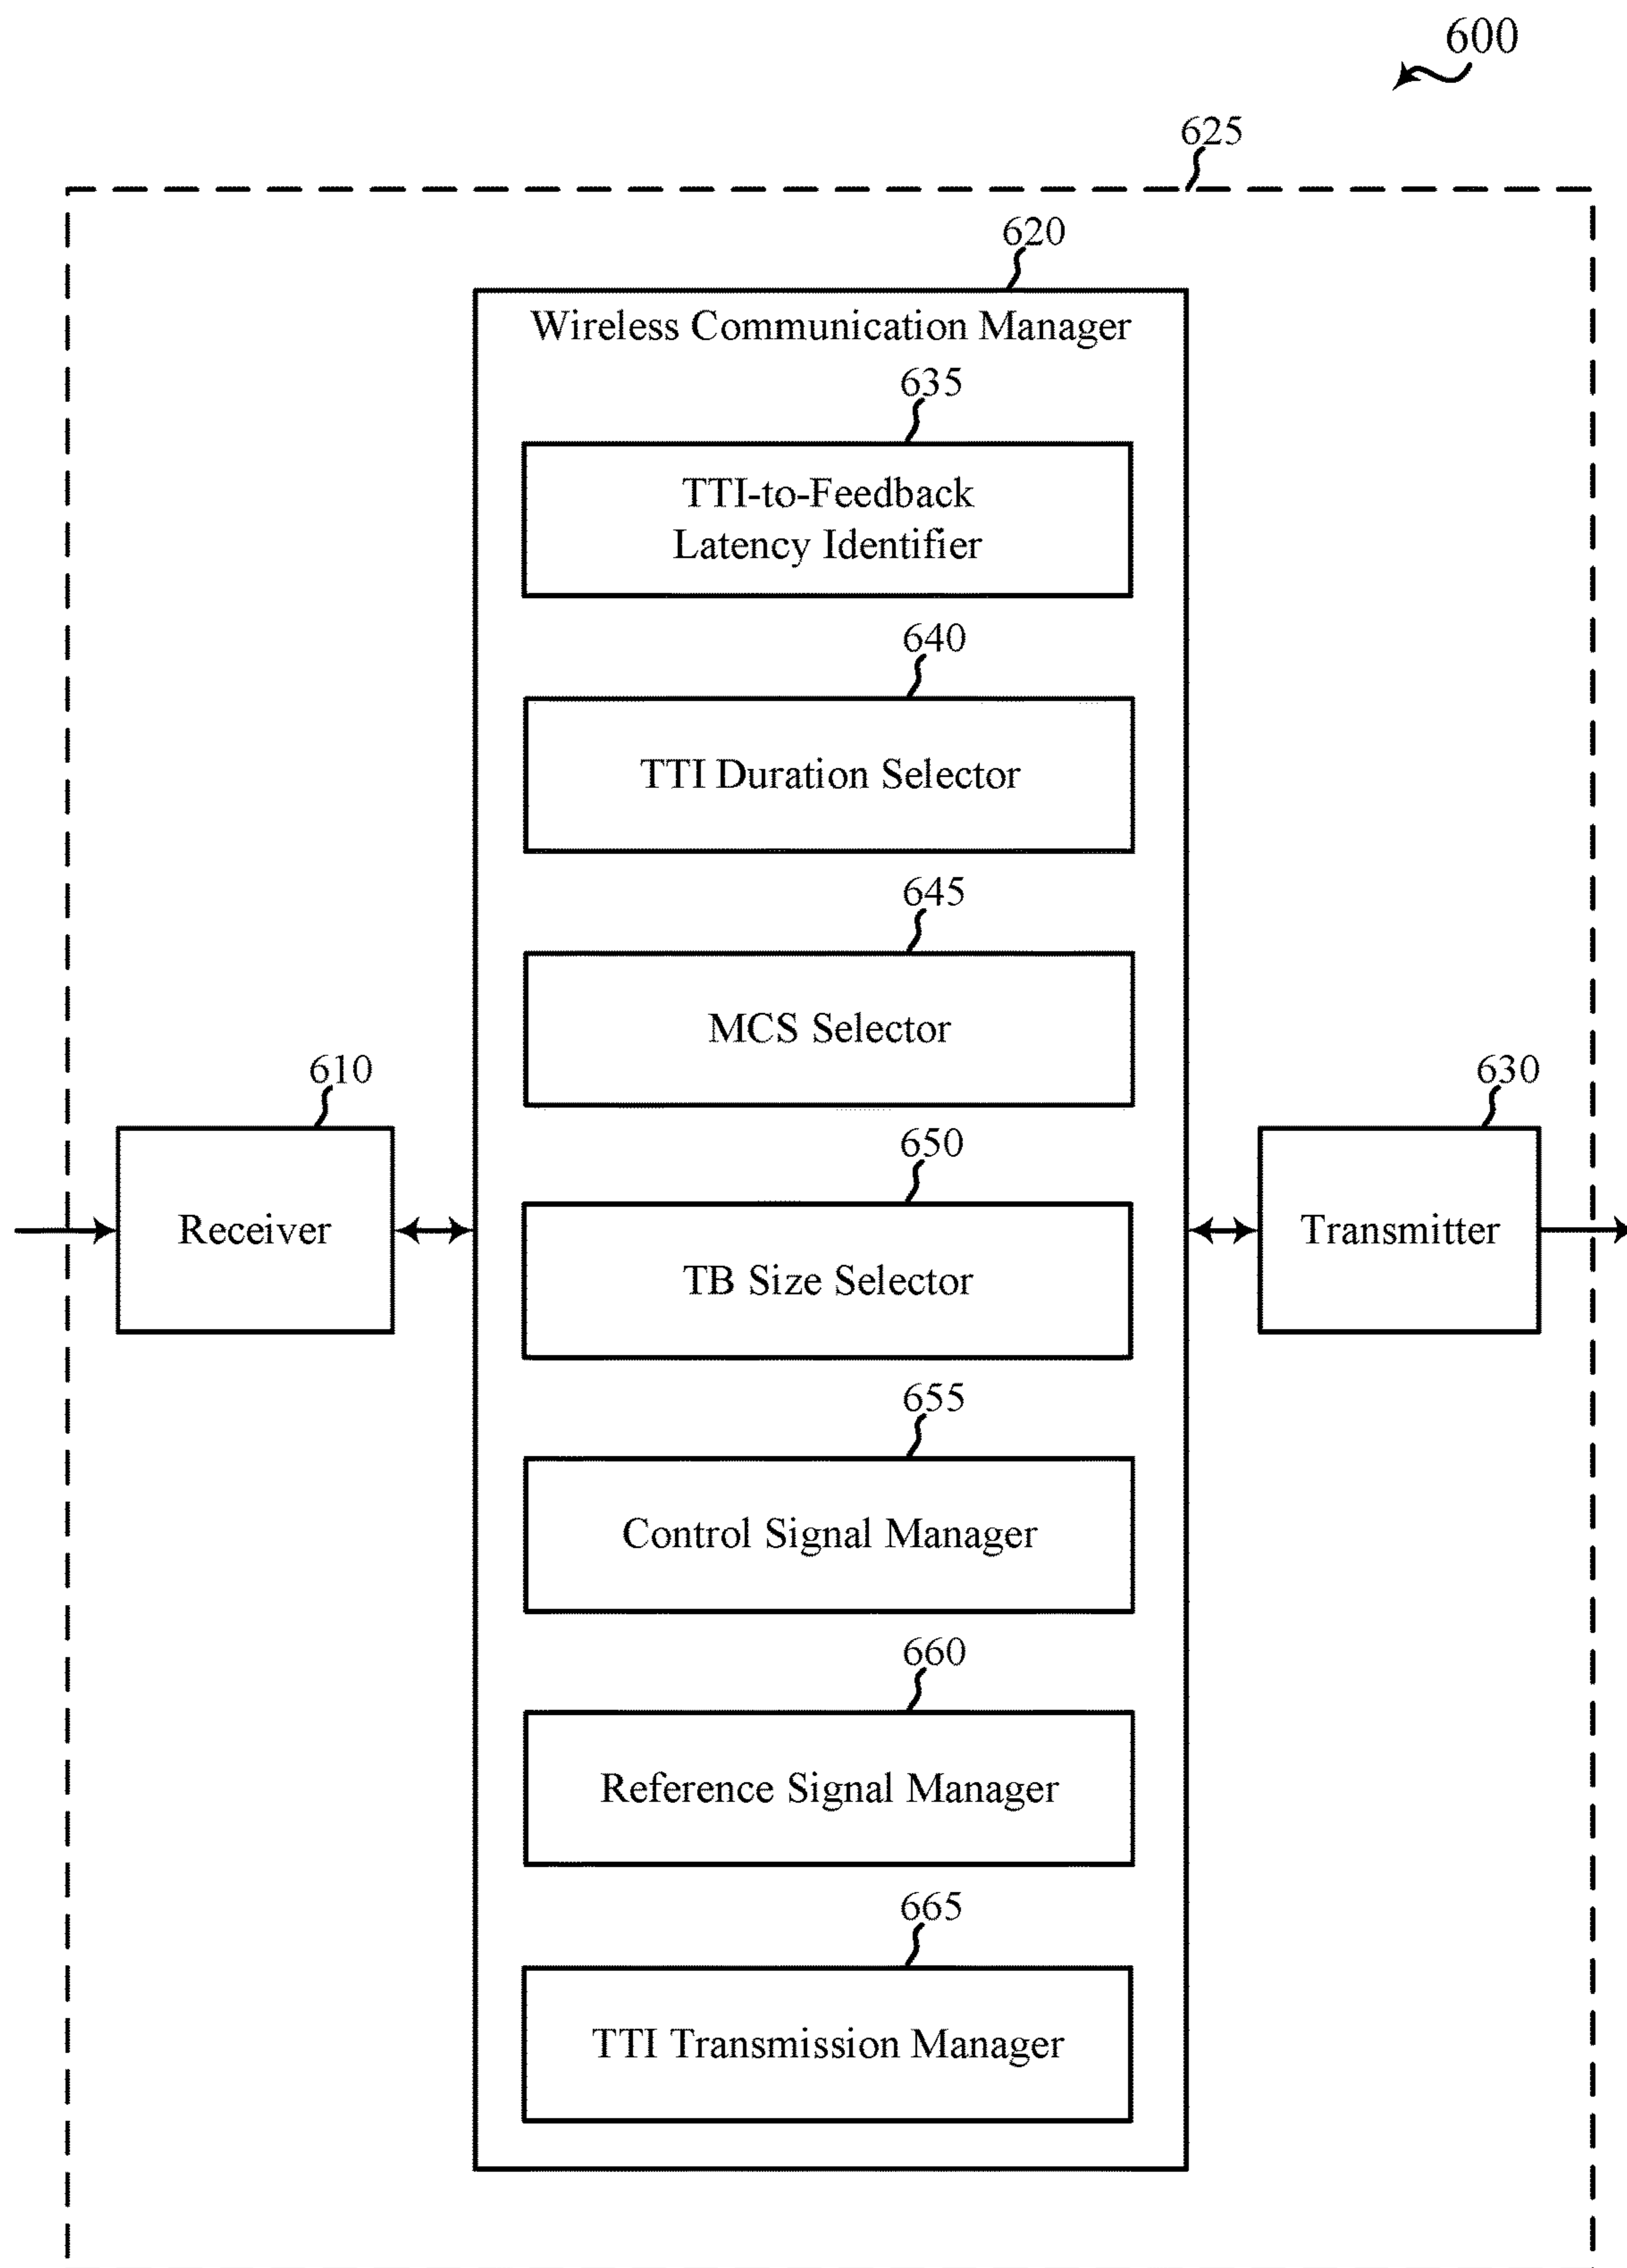 600
625
620
Wireless Communication Manager
635
TTI-to-Feedback
Latency Identifier
640
TTI Duration Selector
645
MCS Selector
610
630
650
Receiver
Transmitter
TB Size Selector
655
Control Signal Manager
660
Reference Signal Manager
665
TTI Transmission Manager